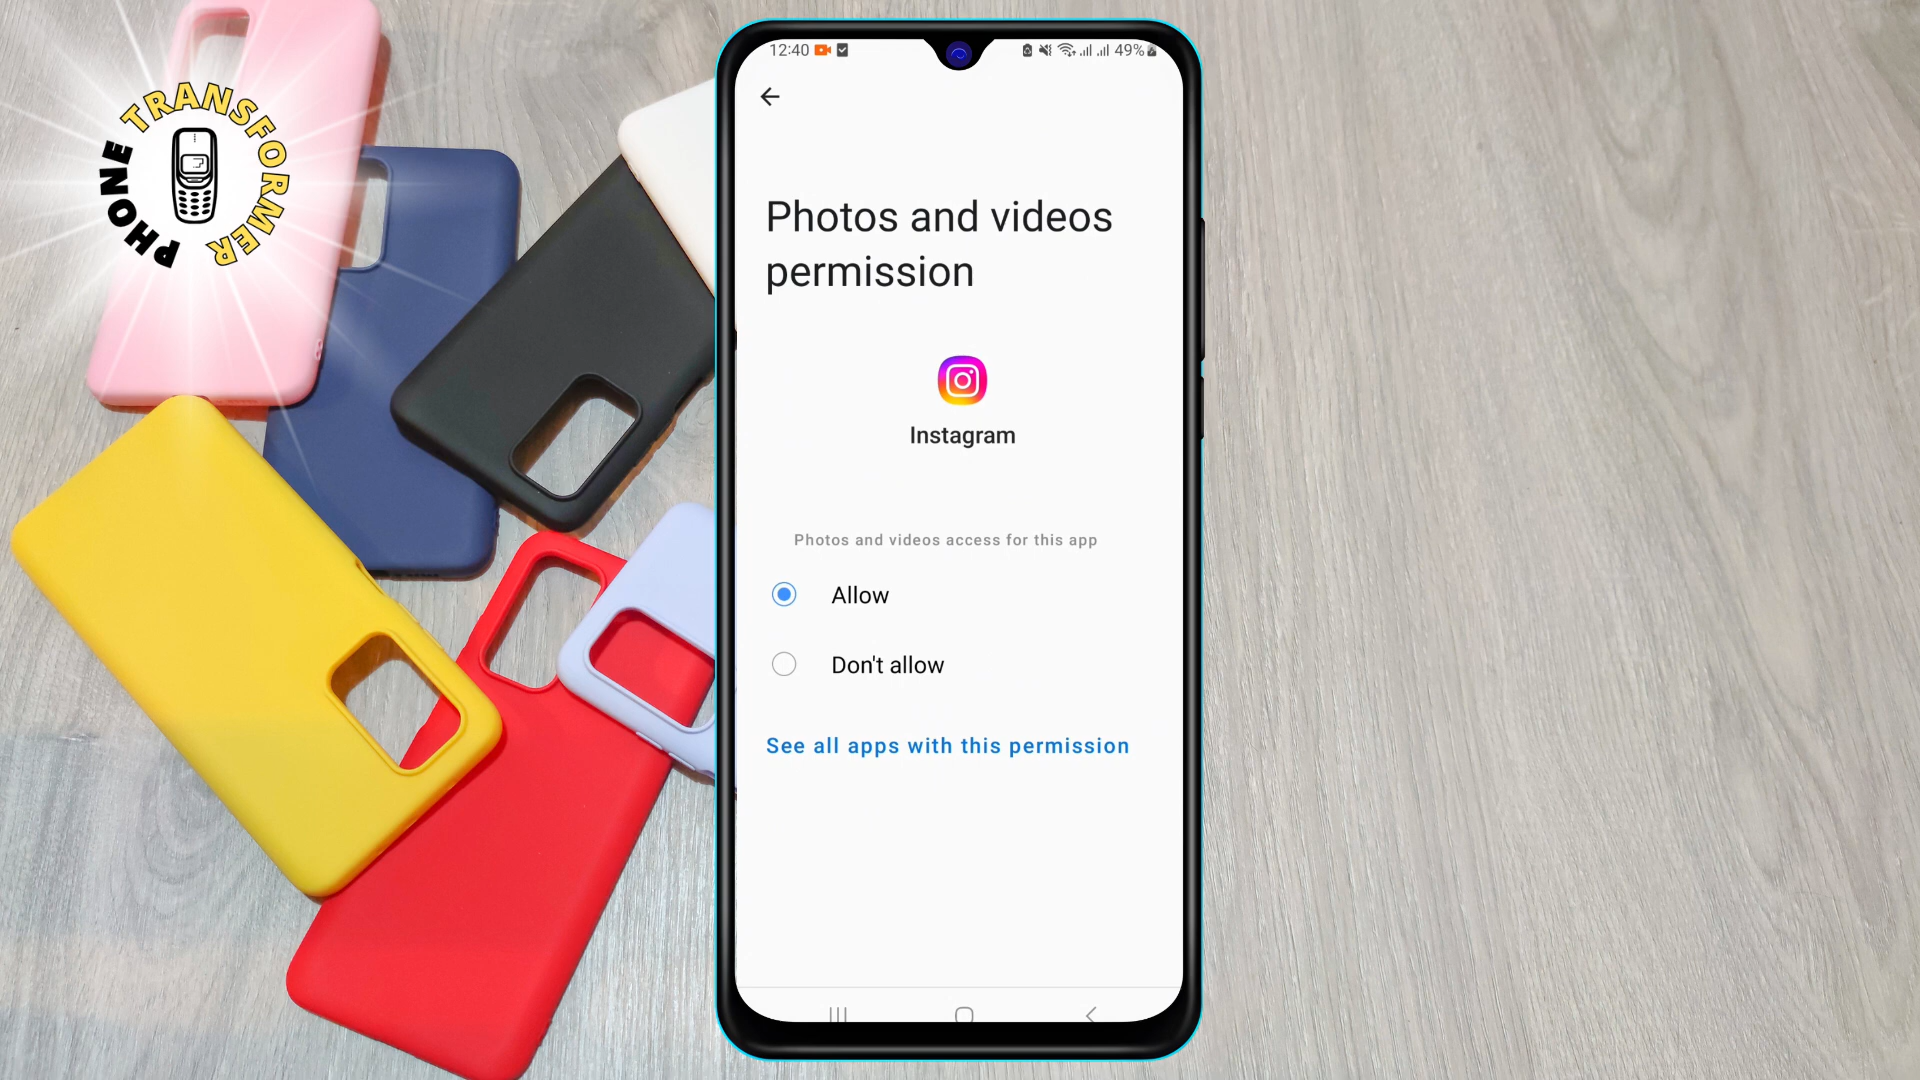 PHONE TRANSFORMER
12:40
49%
Photos and videos
permission
Instagram
Photos and videos access for this app
Allow
Don't allow
See all apps with this permission